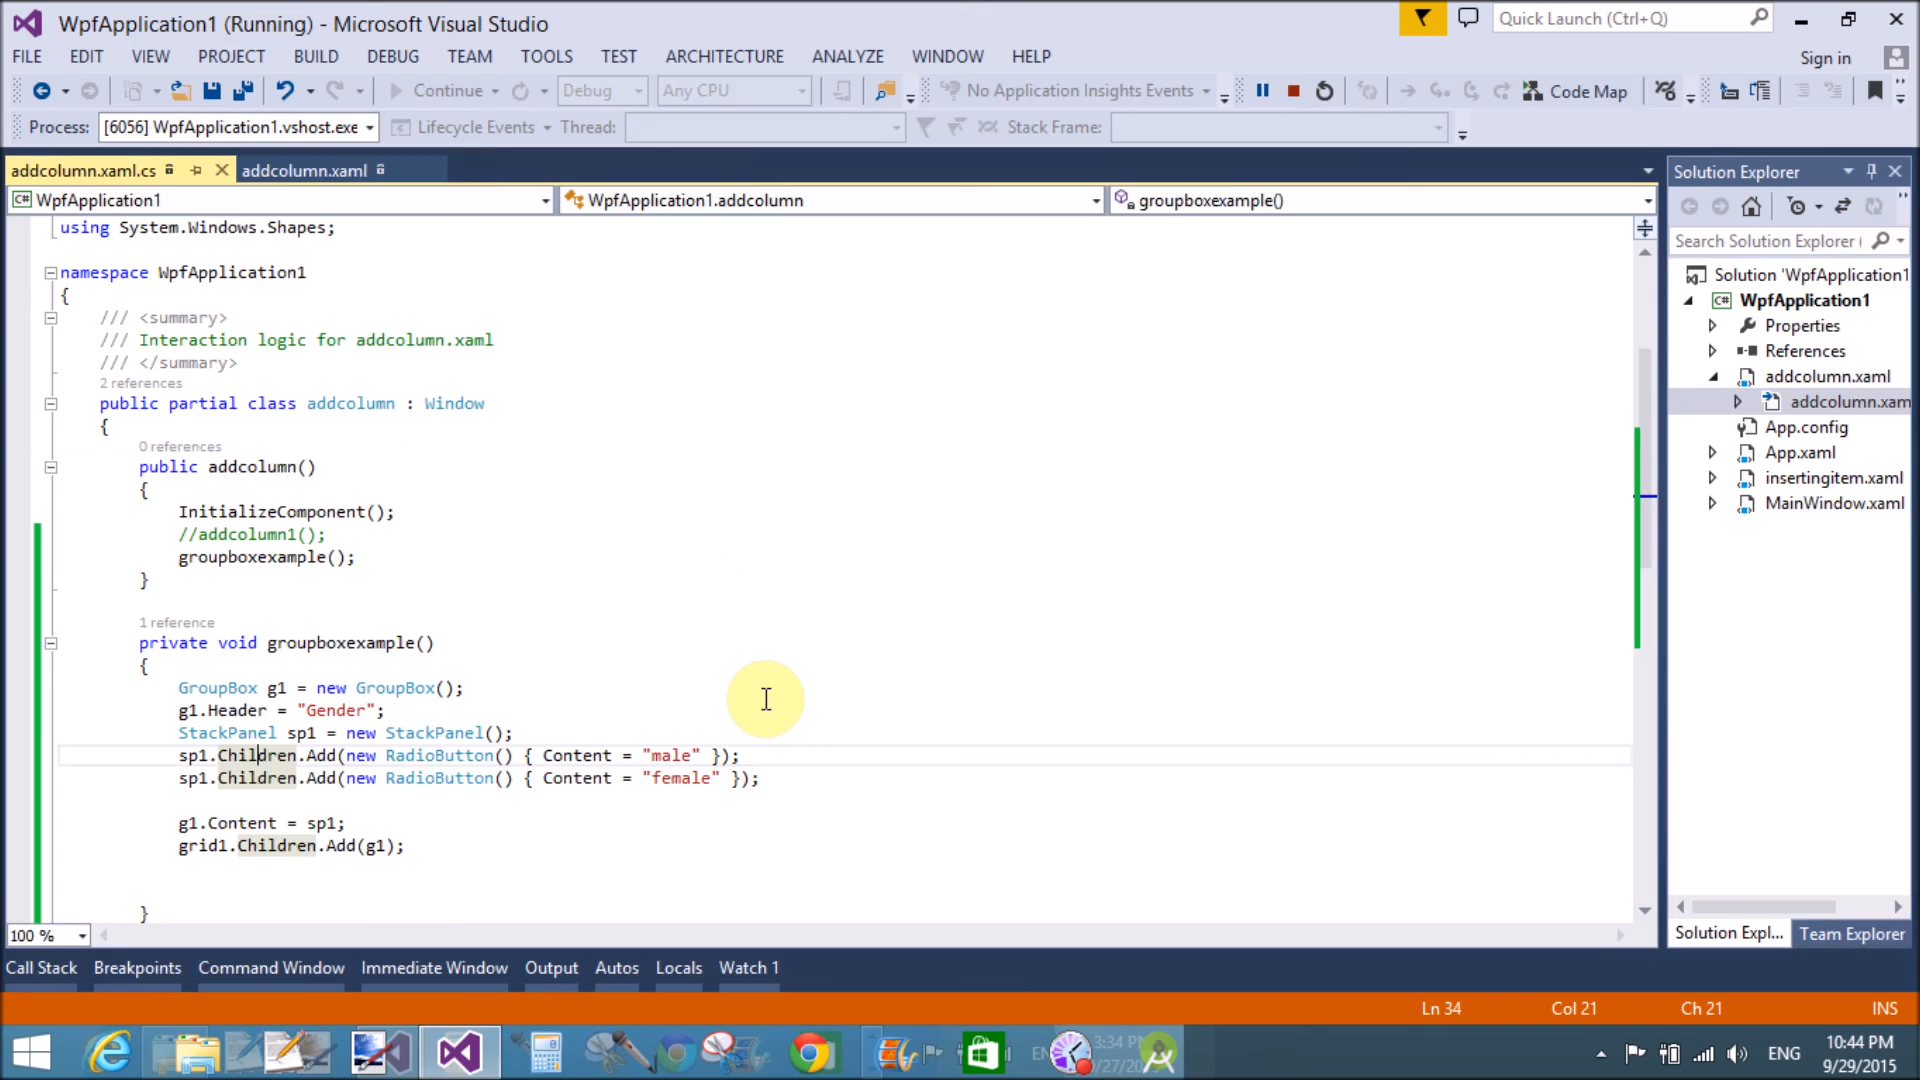 WpfApplication1 (Running) - Microsoft Visual Studio
Quick Launch (Ctrl+Q)
FILE EDIT VIEW PROJECT BUILD DEBUG TEAM TOOLS TEST ARCHITECTURE ANALYZE WINDOW HELP
Sign in
Continue Debug Any CPU No Application Insights Events Code Map
Process: [6056] WpfApplication1.vshost.exe Lifecycle Events Thread: Stack Frame:
addcolumn.xaml.cs addcolumn.xaml
C# WpfApplication1 WpfApplication1.addcolumn groupboxexample()
using System.Windows.Shapes;
namespace WpfApplication1
{
/// <summary>
/// Interaction logic for addcolumn.xaml
/// </summary>
2 references
public partial class addcolumn : Window
{
0 references
public addcolumn()
{
InitializeComponent();
//addcolumn1();
groupboxexample();
}
1 reference
private void groupboxexample()
{
GroupBox g1 = new GroupBox();
g1.Header = "Gender";
StackPanel sp1 = new StackPanel();
sp1.Children.Add(new RadioButton() { Content = "male" });
sp1.Children.Add(new RadioButton() { Content = "female" });
g1.Content = sp1;
grid1.Children.Add(g1);
}
100 %
Solution Explorer
Search Solution Explorer (
Solution 'WpfApplication1
C# WpfApplication1
Properties
References
addcolumn.xaml
addcolumn.xam
App.config
App.xaml
insertingitem.xaml
MainWindow.xaml
Solution Expl... Team Explorer
Call Stack Breakpoints Command Window Immediate Window Output Autos Locals Watch 1
Ln 34 Col 21 Ch 21 INS
ENG
10:44 PM
9/29/2015